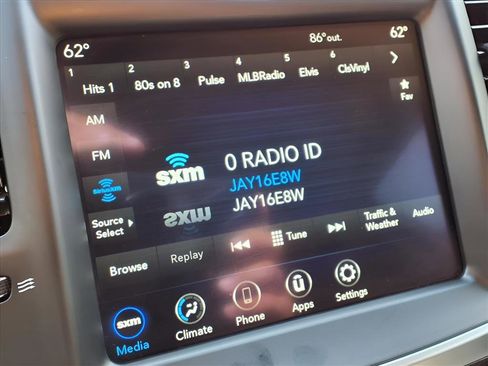 62°
86° out.
62°
1 Hits 1
2 80s on 8
3 Pulse
4 MLBRadio
5 Elvis
6 ClsVinyl
Fav
AM
FM
siriusxm
Source Select
sxm
0 RADIO ID
JAY16E8W
JAY16E8W
Browse
Replay
Tune
Traffic & Weather
Audio
sxm
Media
Climate
Phone
Apps
Settings